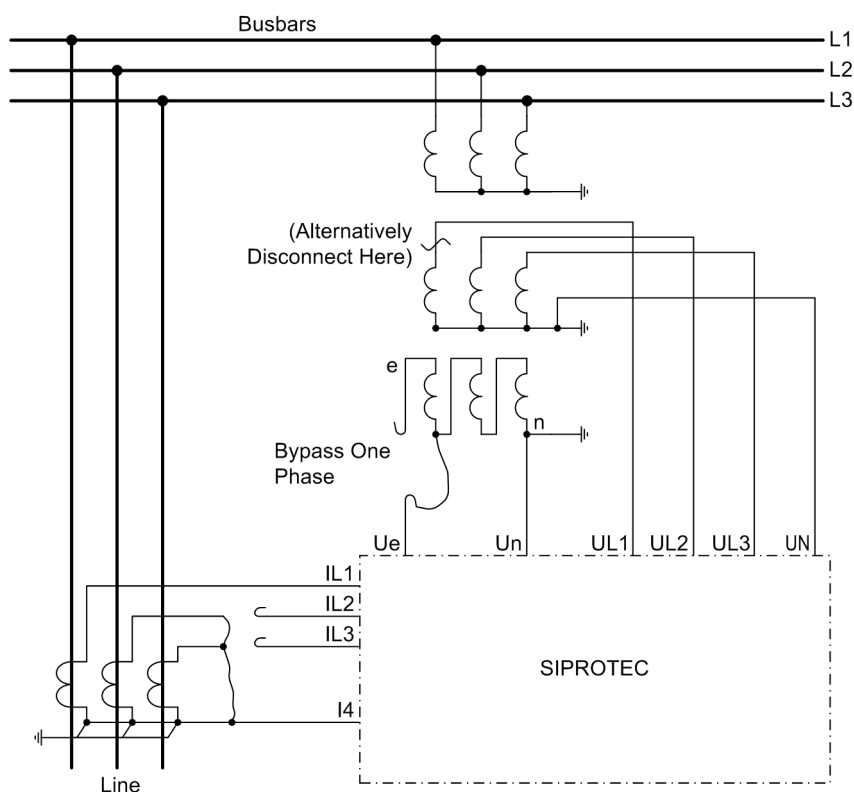 Busbars
L1
L2
L3
(Alternatively
Disconnect Here)
e
n
Bypass One
Phase
Ue
Un
UL1
UL2
UL3
UN
IL1
IL2
IL3
SIPROTEC
I4
Line